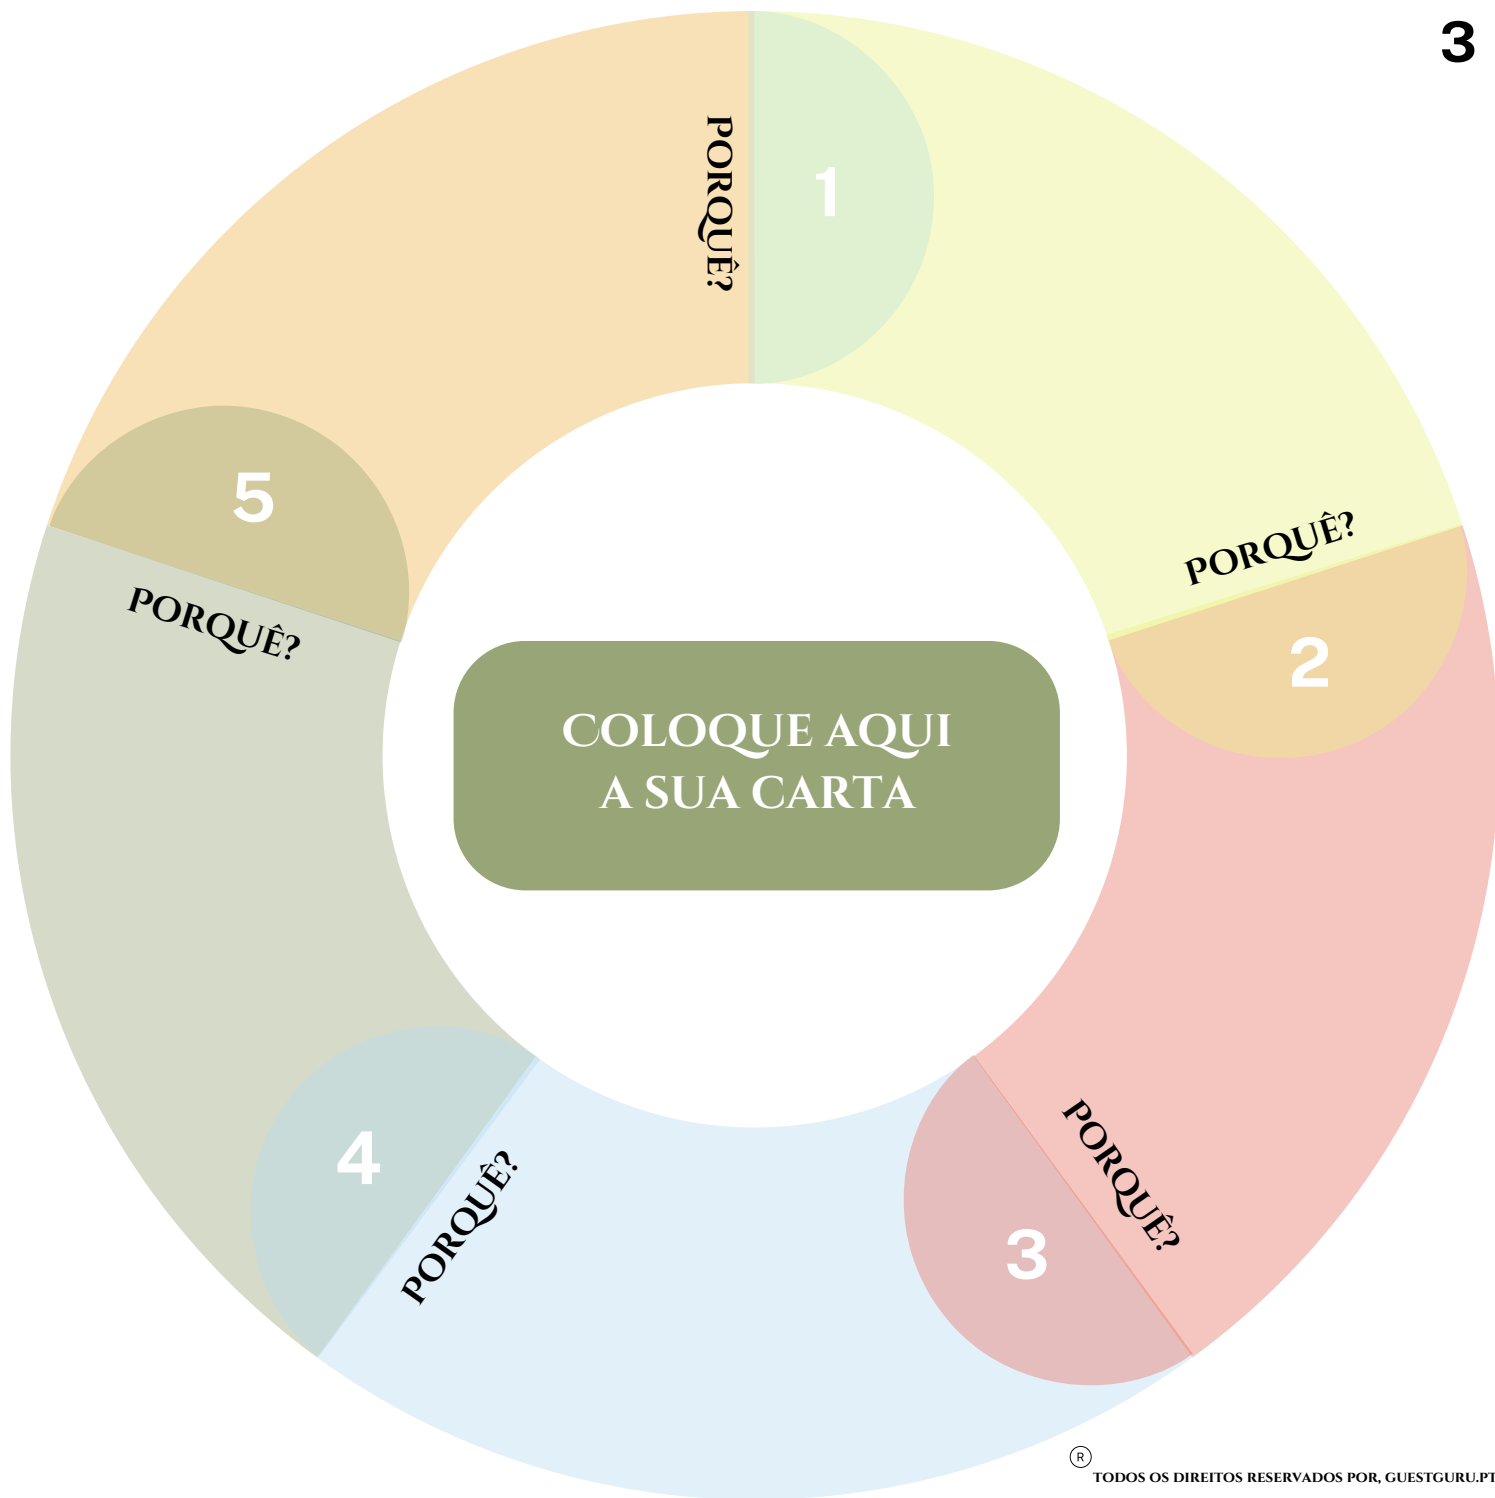 3
1
PORQUÊ?
2
PORQUÊ?
3
PORQUÊ?
4
PORQUÊ?
5
PORQUÊ?
COLOQUE AQUI
A SUA CARTA
®
TODOS OS DIREITOS RESERVADOS POR, GUESTGURU.PT